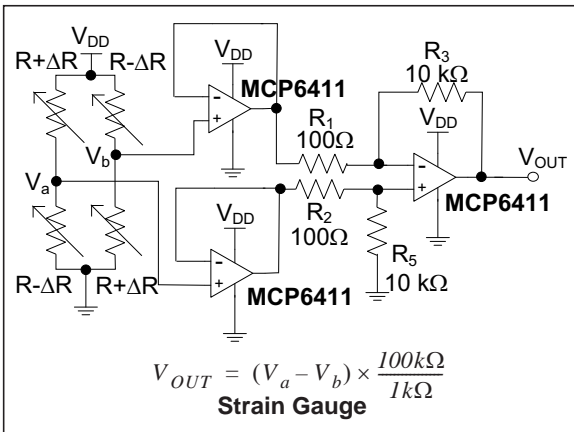 V_DD
R+ΔR R-ΔR
V_DD
MCP6411
R_3
10 kΩ
V_DD
R_1
100Ω
V_b
V_a
V_OUT
V_DD
R_2
100Ω
MCP6411
R_5
10 kΩ
MCP6411
R-ΔR R+ΔR
V_OUT = (V_a – V_b) × 100kΩ / 1kΩ
Strain Gauge